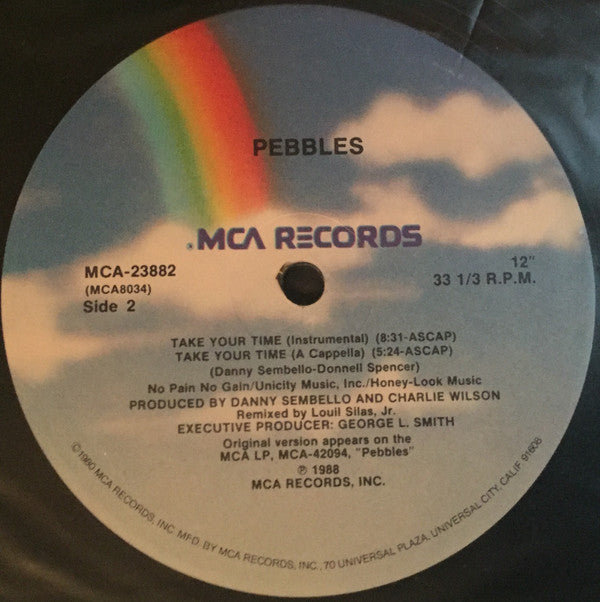 PEBBLES
®MCA RECORDS
MCA-23882
(MCA8034)
Side 2
12"
33 1/3 R.P.M.
TAKE YOUR TIME (Instrumental) (8:31-ASCAP)
TAKE YOUR TIME (A Cappella) (5:24-ASCAP)
(Danny Sembello-Donnell Spencer)
No Pain No Gain/Unicity Music, Inc./Honey-Look Music
PRODUCED BY DANNY SEMBELLO AND CHARLIE WILSON
Remixed by Louil Silas, Jr.
EXECUTIVE PRODUCER: GEORGE L. SMITH
Original version appears on the
MCA LP, MCA-42094, "Pebbles"
℗ 1988
MCA RECORDS, INC.
©1980 MCA RECORDS, INC. MFD. BY MCA RECORDS, INC., 70 UNIVERSAL PLAZA, UNIVERSAL CITY, CALIF 91608